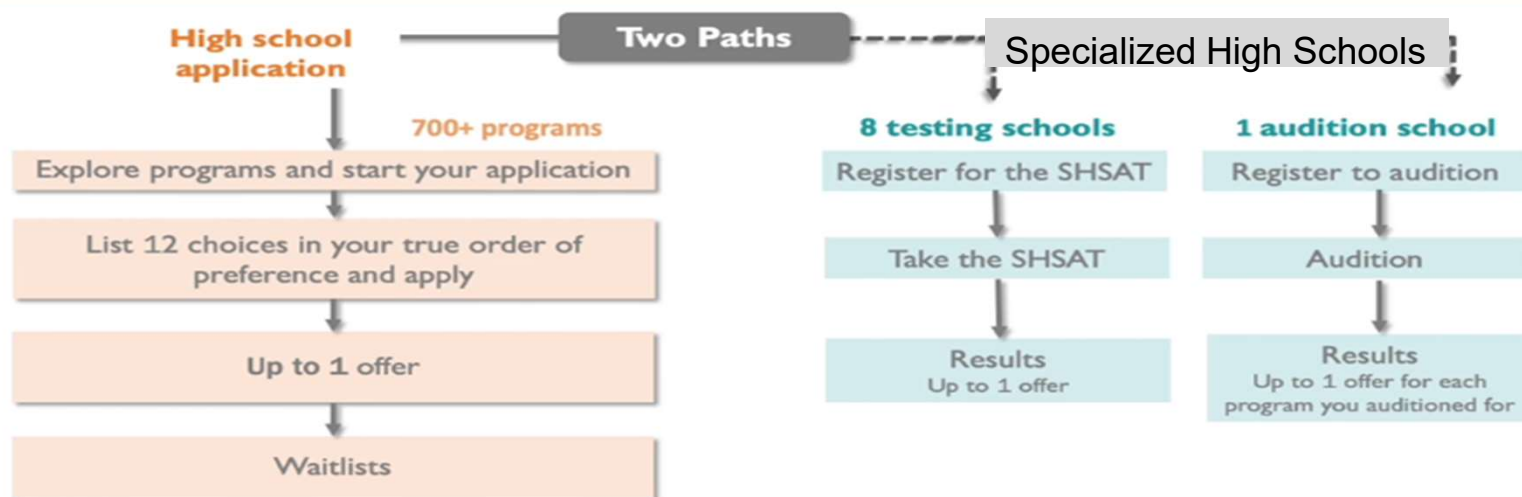 Two Paths
High school
application
700+ programs
Explore programs and start your application
List 12 choices in your true order of
preference and apply
Up to 1 offer
Waitlists
Specialized High Schools
8 testing schools
Register for the SHSAT
Take the SHSAT
Results
Up to 1 offer
1 audition school
Register to audition
Audition
Results
Up to 1 offer for each
program you auditioned for